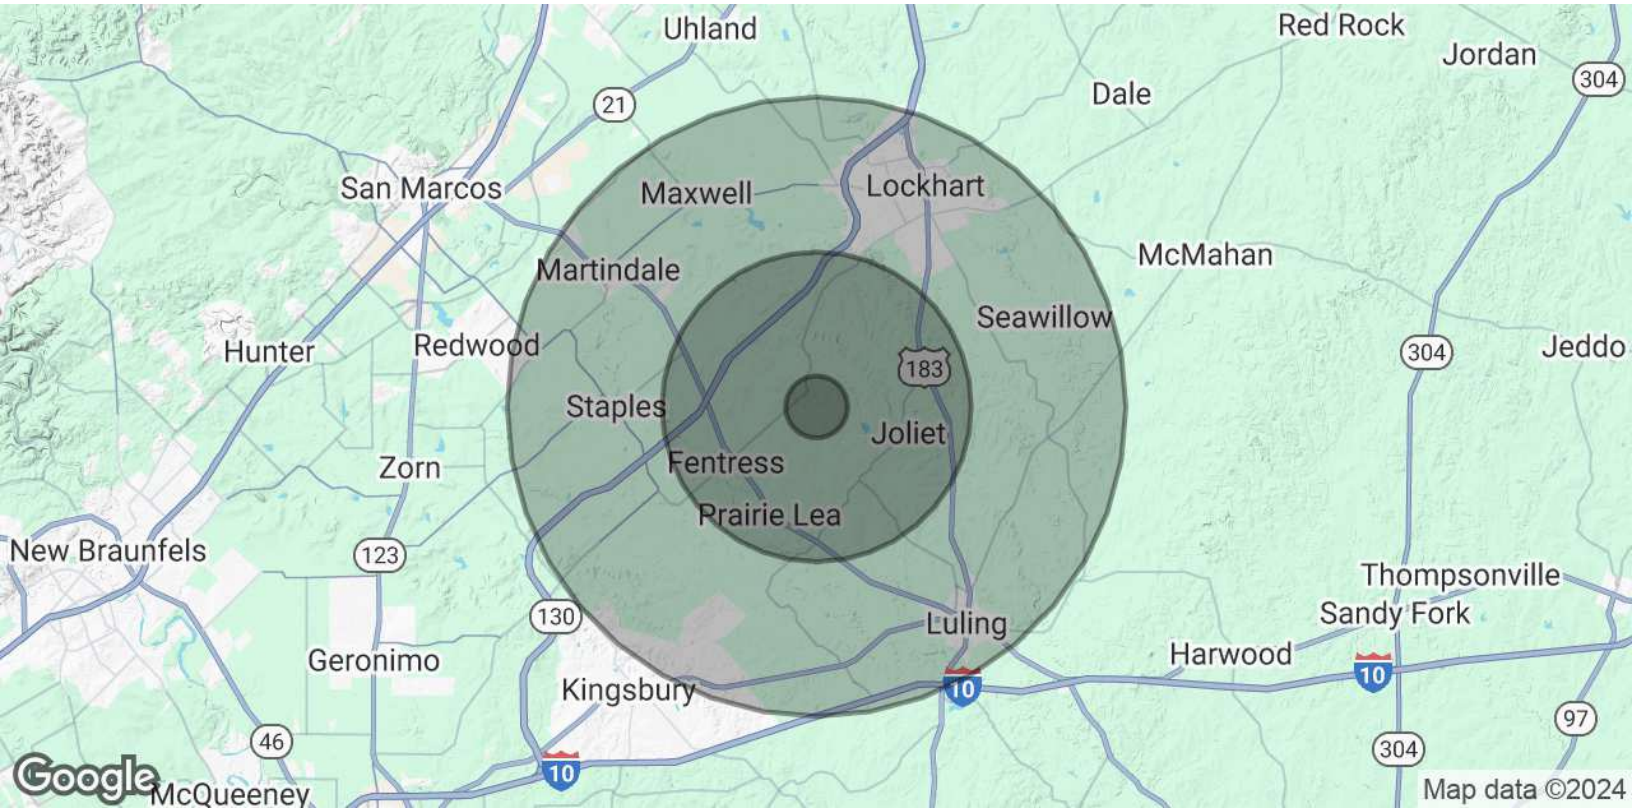 Uhland
Red Rock
Jordan
304
Dale
21
San Marcos
Maxwell
Lockhart
McMahan
Martindale
Seawillow
Hunter
Redwood
304
Jeddo
183
Staples
Joliet
Zorn
Fentress
Prairie Lea
New Braunfels
123
Thompsonville
Sandy Fork
130
Luling
Harwood
Geronimo
10
10
Kingsbury
97
46
304
10
Google
McQueeney
Map data ©2024